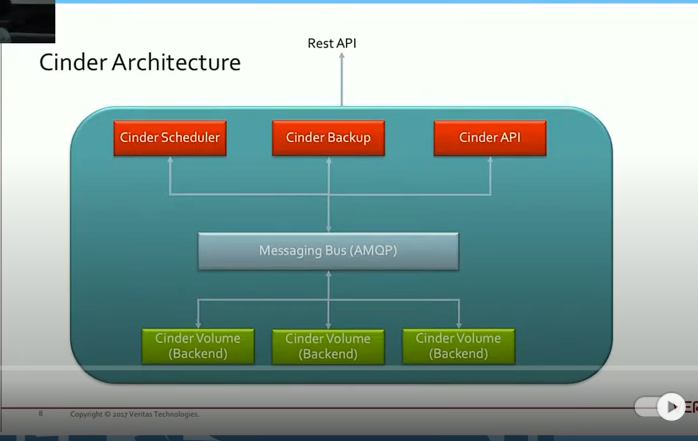 Rest API
Cinder Architecture
Cinder Scheduler
Cinder Backup
Cinder API
Messaging Bus (AMQP)
Cinder Volume
(Backend)
Cinder Volume
(Backend)
Cinder Volume
(Backend)
8
Copyright © 2017 Veritas Technologies.